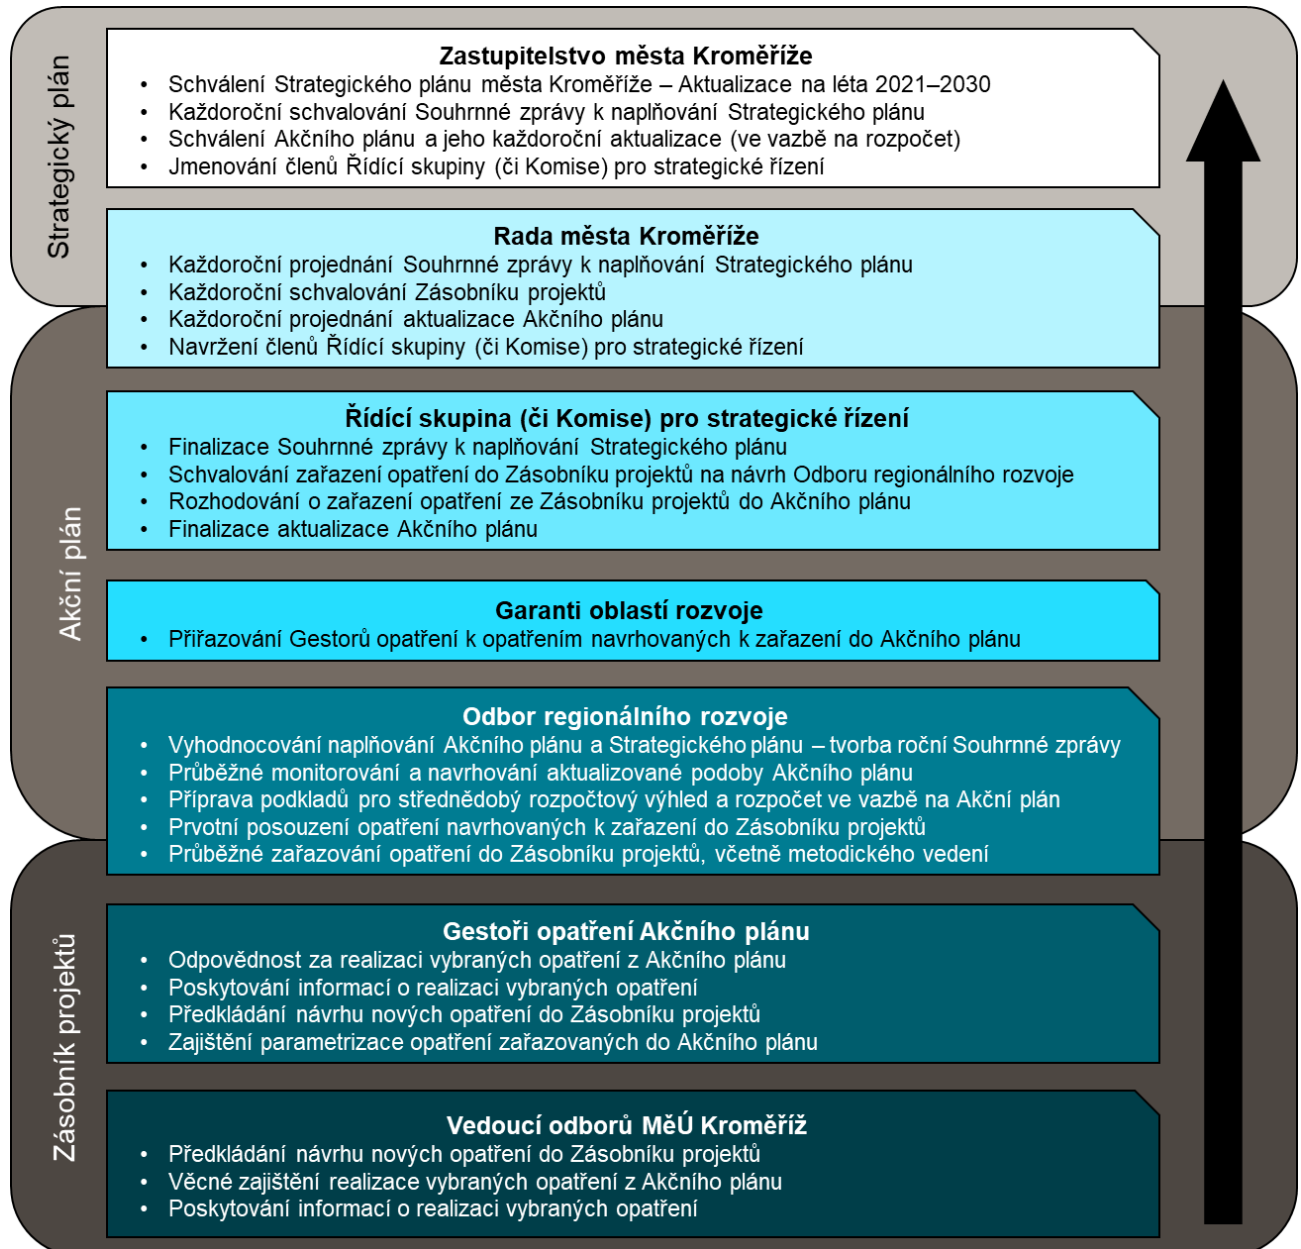 Strategický plán
Zastupitelstvo města Kroměříže
• Schválení Strategického plánu města Kroměříže – Aktualizace na léta 2021–2030
• Každoroční schvalování Souhrnné zprávy k naplňování Strategického plánu
• Schválení Akčního plánu a jeho každoroční aktualizace (ve vazbě na rozpočet)
• Jmenování členů Řídící skupiny (či Komise) pro strategické řízení
Rada města Kroměříže
• Každoroční projednání Souhrnné zprávy k naplňování Strategického plánu
• Každoroční schvalování Zásobníku projektů
• Každoroční projednání aktualizace Akčního plánu
• Navržení členů Řídící skupiny (či Komise) pro strategické řízení
Akční plán
Řídící skupina (či Komise) pro strategické řízení
• Finalizace Souhrnné zprávy k naplňování Strategického plánu
• Schvalování zařazení opatření do Zásobníku projektů na návrh Odboru regionálního rozvoje
• Rozhodování o zařazení opatření ze Zásobníku projektů do Akčního plánu
• Finalizace aktualizace Akčního plánu
Garanti oblastí rozvoje
• Přiřazování Gestorů opatření k opatřením navrhovaných k zařazení do Akčního plánu
Odbor regionálního rozvoje
• Vyhodnocování naplňování Akčního plánu a Strategického plánu – tvorba roční Souhrnné zprávy
• Průběžné monitorování a navrhování aktualizované podoby Akčního plánu
• Příprava podkladů pro střednědobý rozpočtový výhled a rozpočet ve vazbě na Akční plán
• Prvotní posouzení opatření navrhovaných k zařazení do Zásobníku projektů
• Průběžné zařazování opatření do Zásobníku projektů, včetně metodického vedení
Zásobník projektů
Gestoři opatření Akčního plánu
• Odpovědnost za realizaci vybraných opatření z Akčního plánu
• Poskytování informací o realizaci vybraných opatření
• Předkládání návrhu nových opatření do Zásobníku projektů
• Zajištění parametrizace opatření zařazovaných do Akčního plánu
Vedoucí odborů MěÚ Kroměříž
• Předkládání návrhu nových opatření do Zásobníku projektů
• Věcné zajištění realizace vybraných opatření z Akčního plánu
• Poskytování informací o realizaci vybraných opatření